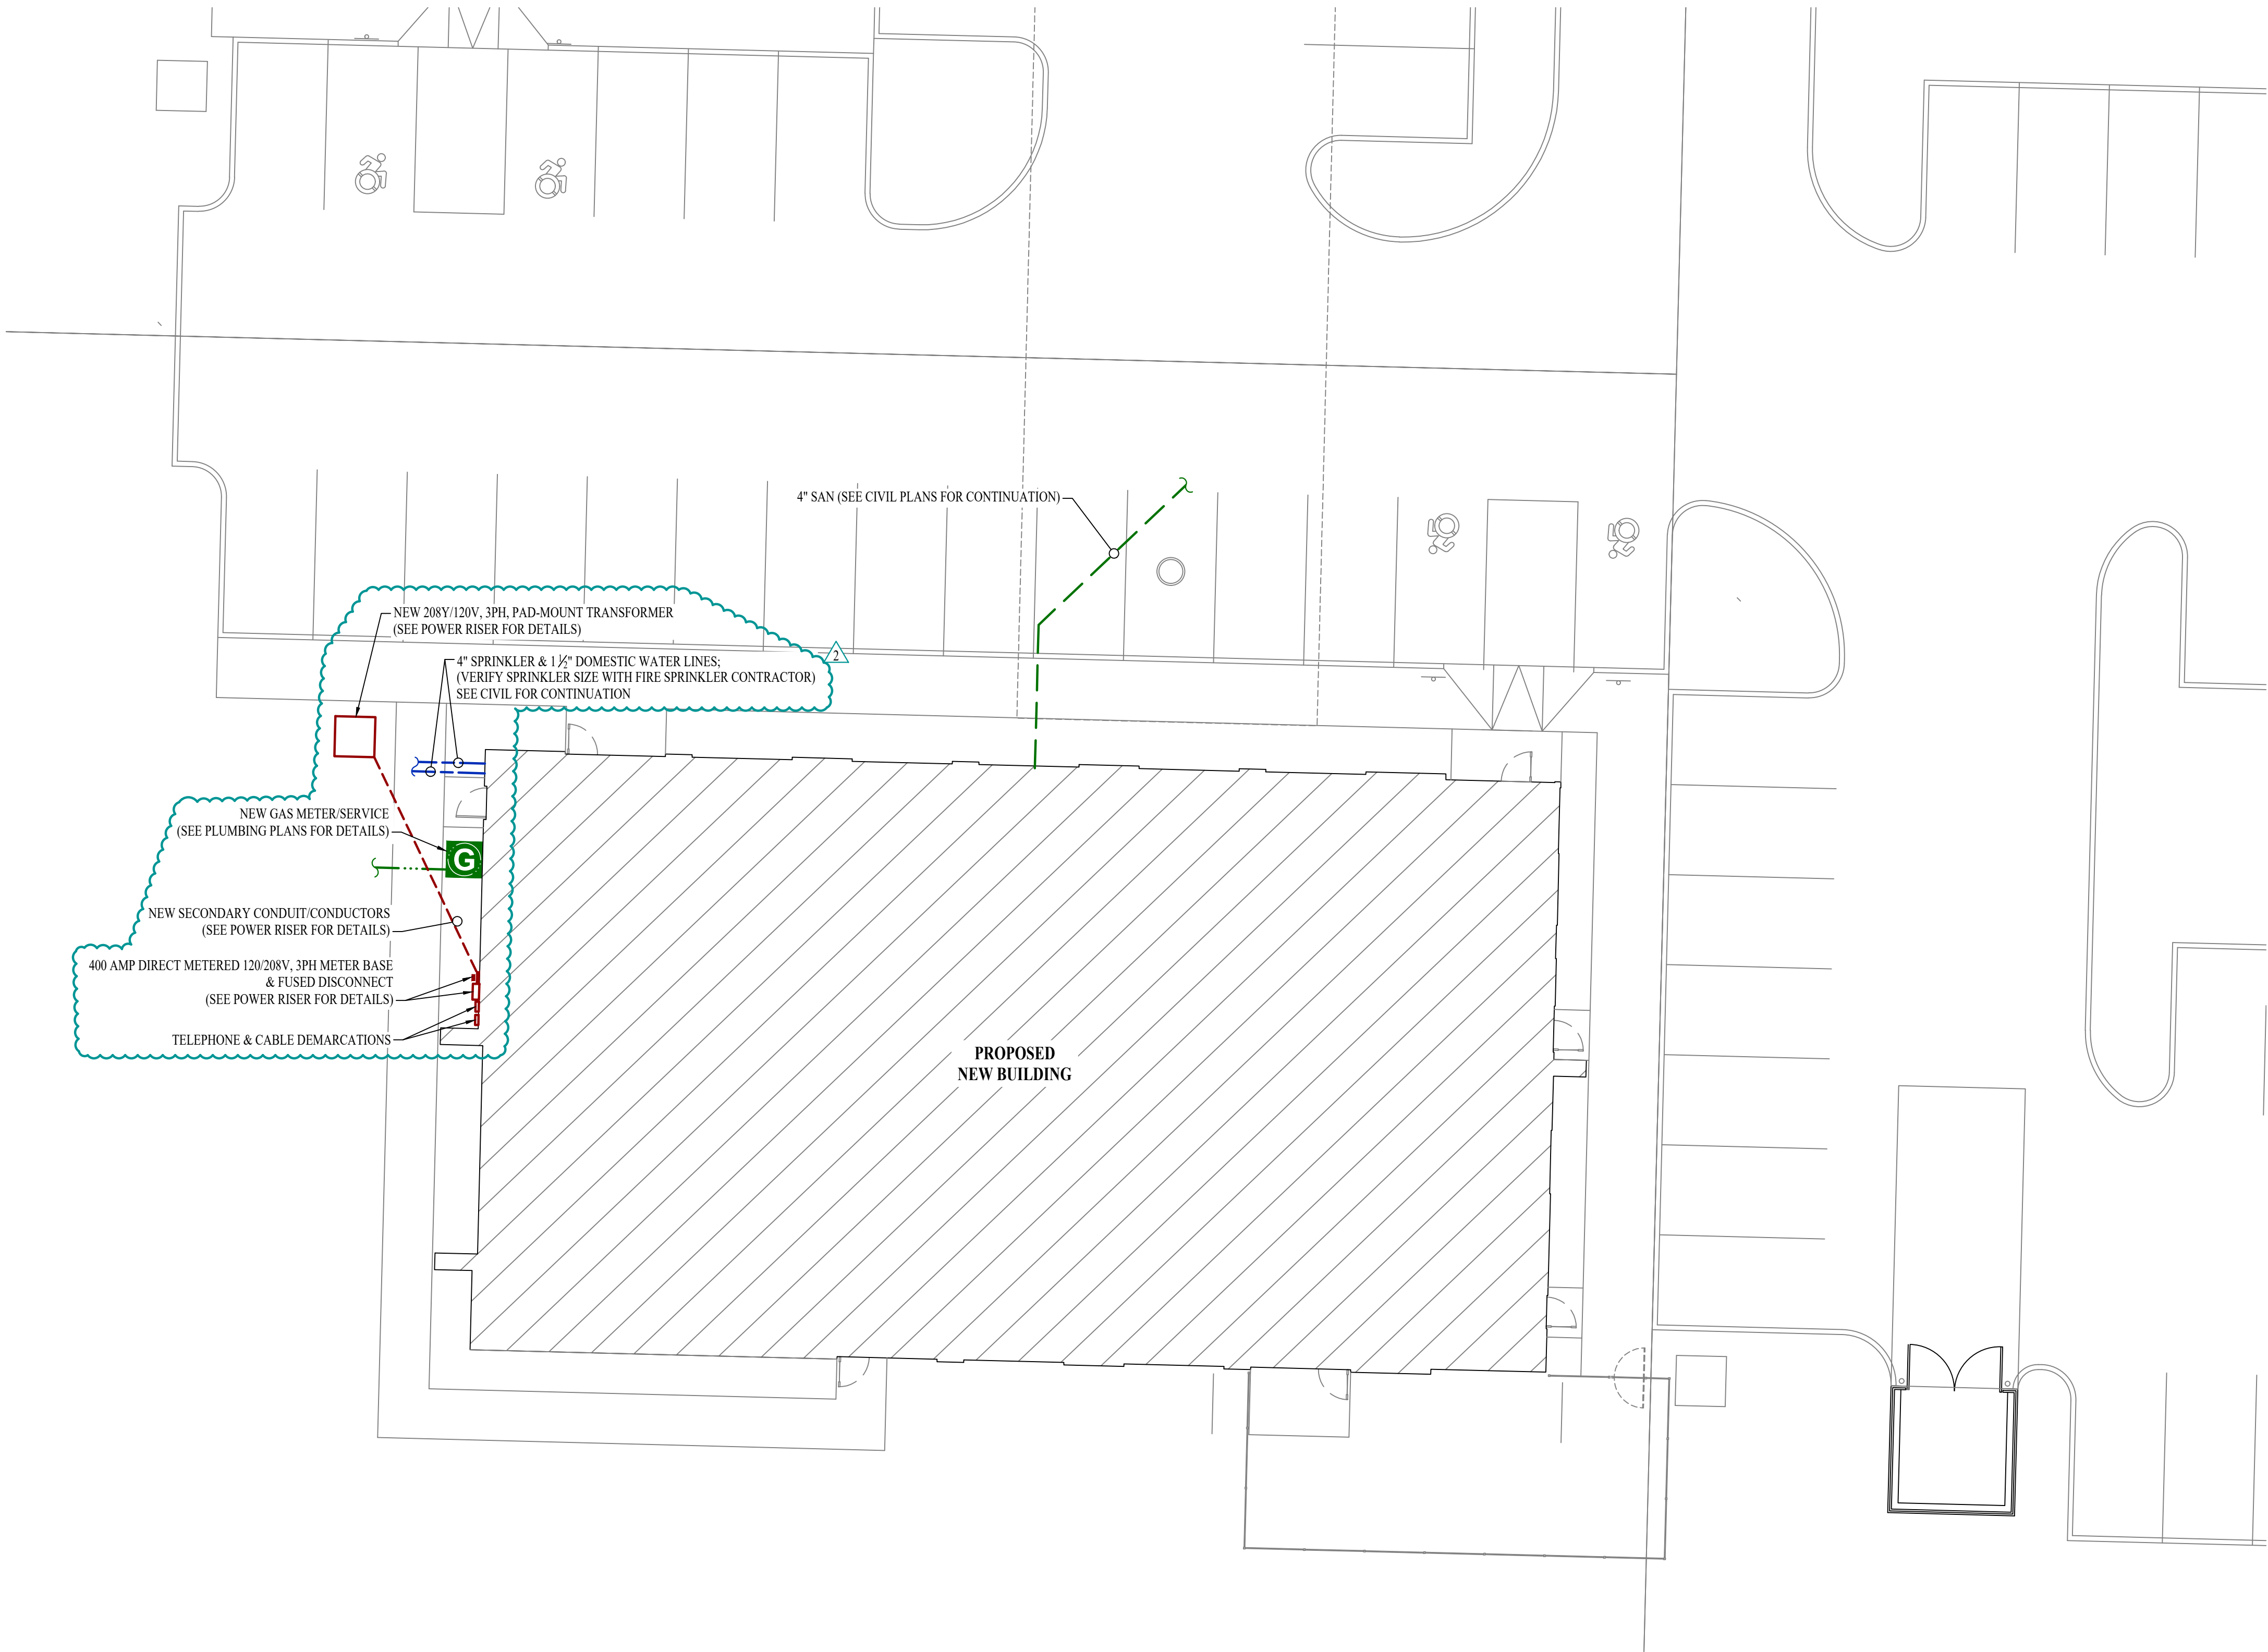 4" SAN (SEE CIVIL PLANS FOR CONTINUATION)
NEW 208Y/120V, 3PH, PAD-MOUNT TRANSFORMER
(SEE POWER RISER FOR DETAILS)
2
4" SPRINKLER & 1 1/2" DOMESTIC WATER LINES;
(VERIFY SPRINKLER SIZE WITH FIRE SPRINKLER CONTRACTOR)
SEE CIVIL FOR CONTINUATION
NEW GAS METER/SERVICE
(SEE PLUMBING PLANS FOR DETAILS)
G
NEW SECONDARY CONDUIT/CONDUCTORS
(SEE POWER RISER FOR DETAILS)
400 AMP DIRECT METERED 120/208V, 3PH METER BASE
& FUSED DISCONNECT
(SEE POWER RISER FOR DETAILS)
TELEPHONE & CABLE DEMARCATIONS
PROPOSED
NEW BUILDING